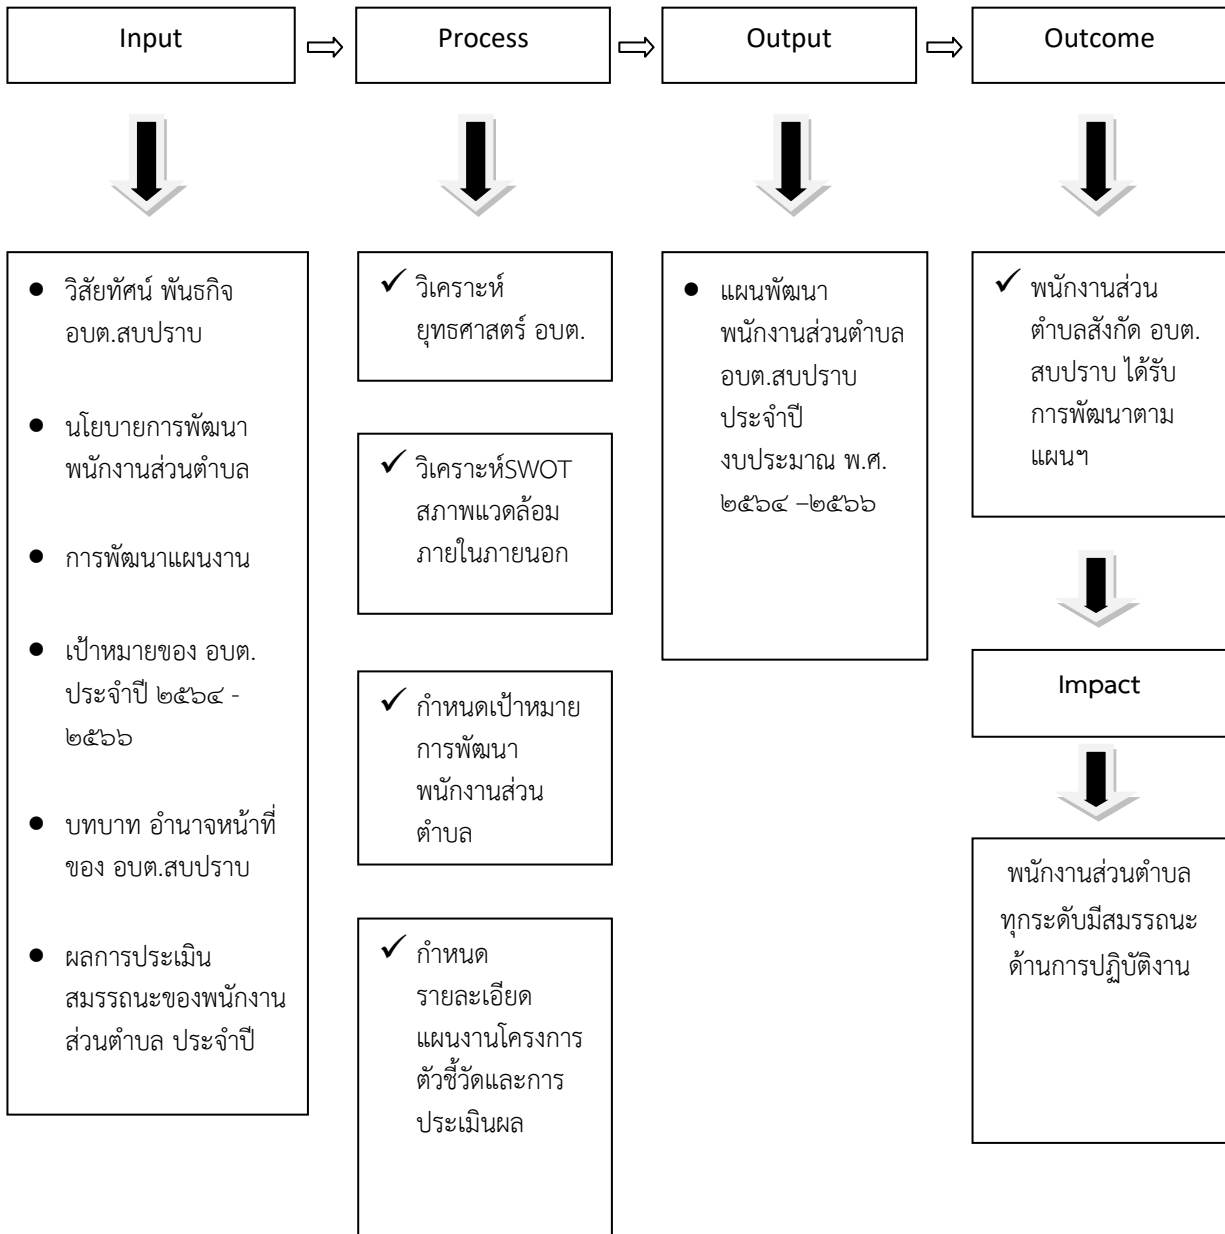 Input
Process
Output
Outcome
วิสัยทัศน์ พันธกิจ
อบต.สบปราบ
นโยบายการพัฒนา
พนักงานส่วนตำบล
การพัฒนาแผนงาน
เป้าหมายของ อบต.
ประจำปี ๒๕๖๔ -
๒๕๖๖
บทบาท อำนาจหน้าที่
ของ อบต.สบปราบ
ผลการประเมิน
สมรรถนะของพนักงาน
ส่วนตำบล ประจำปี
วิเคราะห์
ยุทธศาสตร์ อบต.
วิเคราะห์SWOT
สภาพแวดล้อม
ภายในภายนอก
กำหนดเป้าหมาย
การพัฒนา
พนักงานส่วน
ตำบล
กำหนด
รายละเอียด
แผนงานโครงการ
ตัวชี้วัดและการ
ประเมินผล
แผนพัฒนา
พนักงานส่วนตำบล
อบต.สบปราบ
ประจำปี
งบประมาณ พ.ศ.
๒๕๖๔ –๒๕๖๖
พนักงานส่วน
ตำบลสังกัด อบต.
สบปราบ ได้รับ
การพัฒนาตาม
แผนฯ
Impact
พนักงานส่วนตำบล
ทุกระดับมีสมรรถนะ
ด้านการปฏิบัติงาน